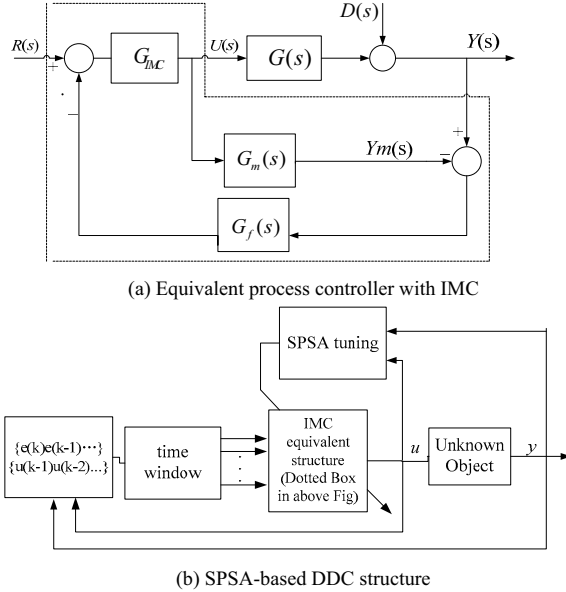 D(s)
R(s)
G_IMC
U(s)
G(s)
Y(s)
+
−
+
−
G_m(s)
Ym(s)
G_f(s)
(a) Equivalent process controller with IMC
SPSA tuning
{e(k)e(k-1)⋯}
{u(k-1)u(k-2)...}
time
window
IMC
equivalent
structure
(Dotted Box
in above Fig)
u
Unknown
Object
y
(b) SPSA-based DDC structure